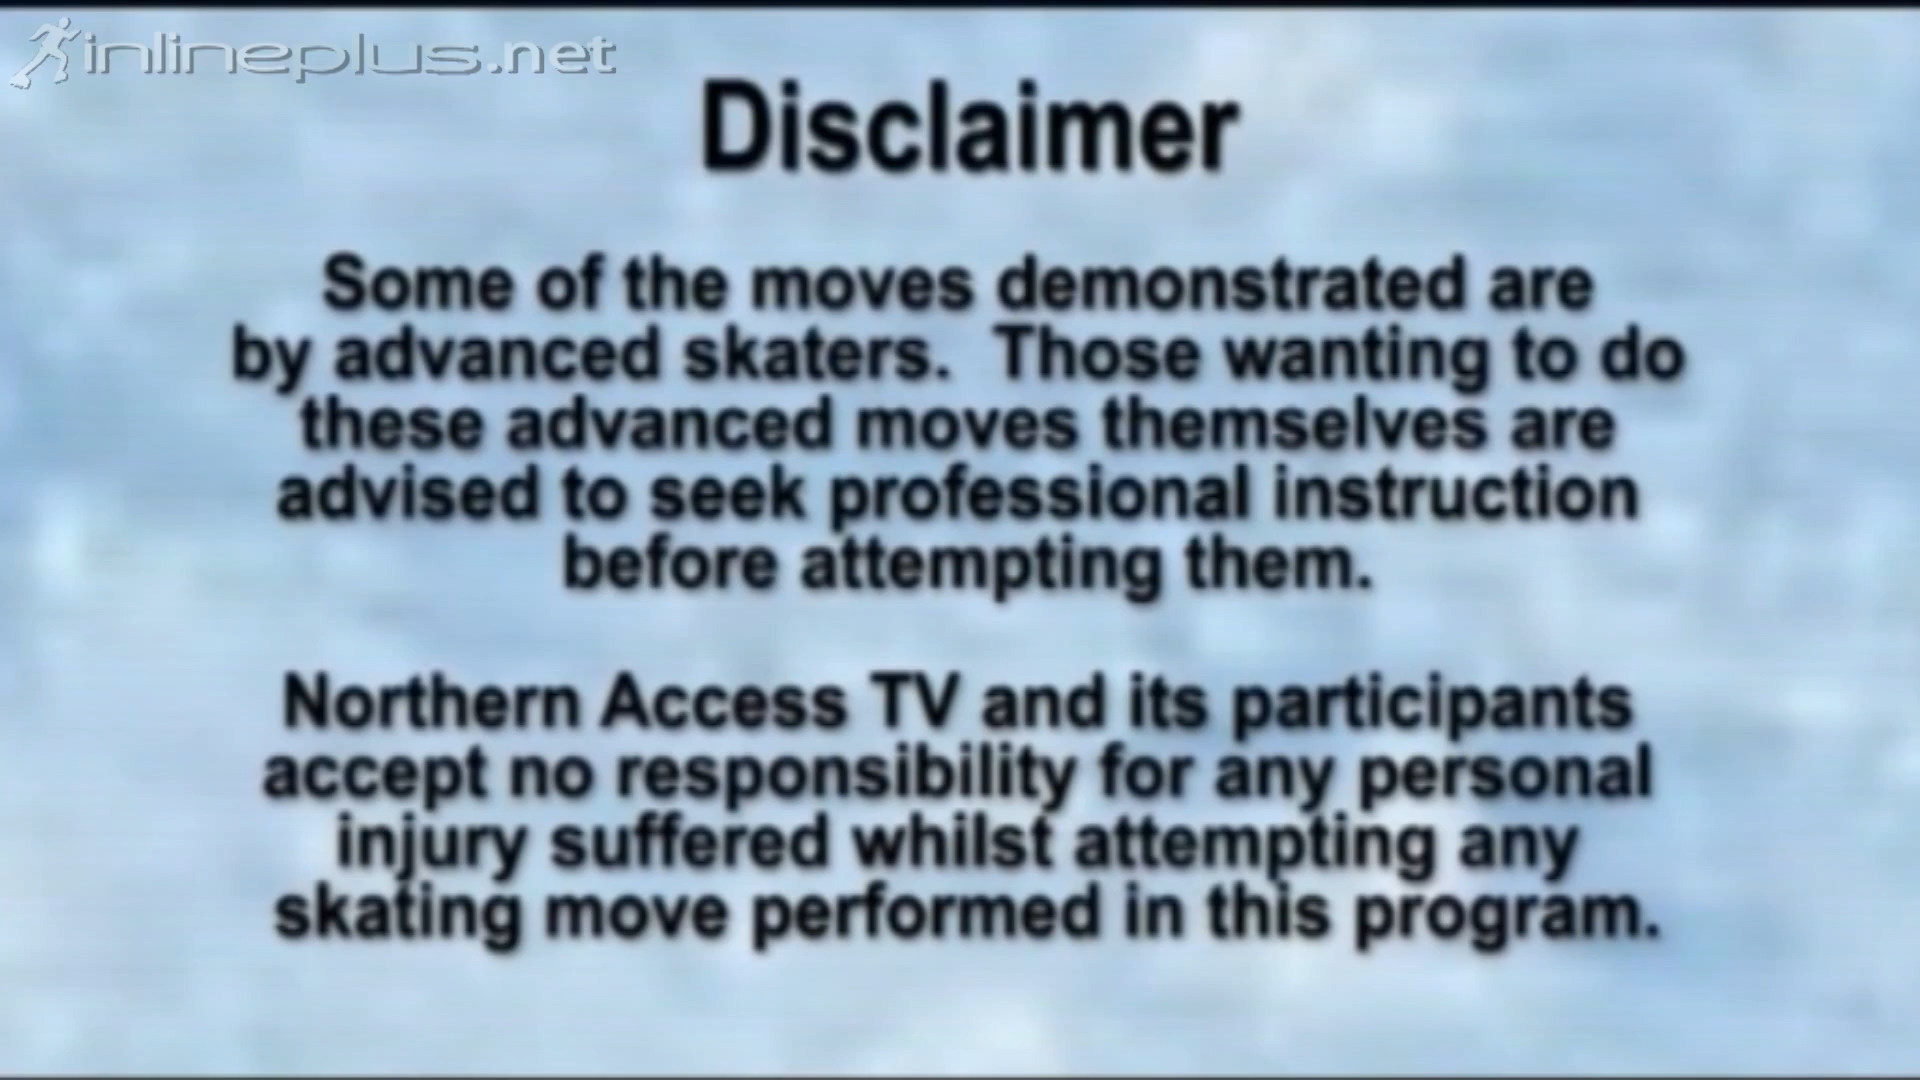 inlineplus.net
Disclaimer
Some of the moves demonstrated are
by advanced skaters. Those wanting to do
these advanced moves themselves are
advised to seek professional instruction
before attempting them.
Northern Access TV and its participants
accept no responsibility for any personal
injury suffered whilst attempting any
skating move performed in this program.